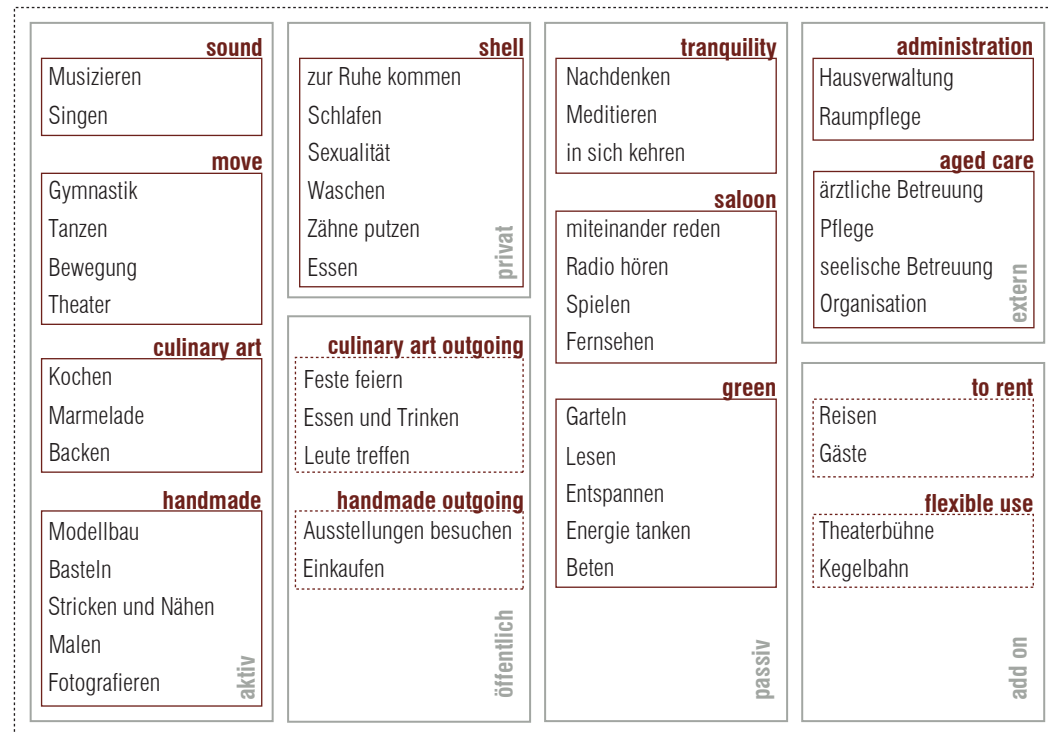 sound
Musizieren
Singen
move
Gymnastik
Tanzen
Bewegung
Theater
culinary art
Kochen
Marmelade
Backen
handmade
Modellbau
Basteln
Stricken und Nähen
Malen
Fotografieren
aktiv
shell
zur Ruhe kommen
Schlafen
Sexualität
Waschen
Zähne putzen
Essen
privat
culinary art outgoing
Feste feiern
Essen und Trinken
Leute treffen
handmade outgoing
Ausstellungen besuchen
Einkaufen
öffentlich
tranquility
Nachdenken
Meditieren
in sich kehren
saloon
miteinander reden
Radio hören
Spielen
Fernsehen
green
Garteln
Lesen
Entspannen
Energie tanken
Beten
passiv
administration
Hausverwaltung
Raumpflege
aged care
ärztliche Betreuung
Pflege
seelische Betreuung
Organisation
extern
to rent
Reisen
Gäste
flexible use
Theaterbühne
Kegelbahn
add on